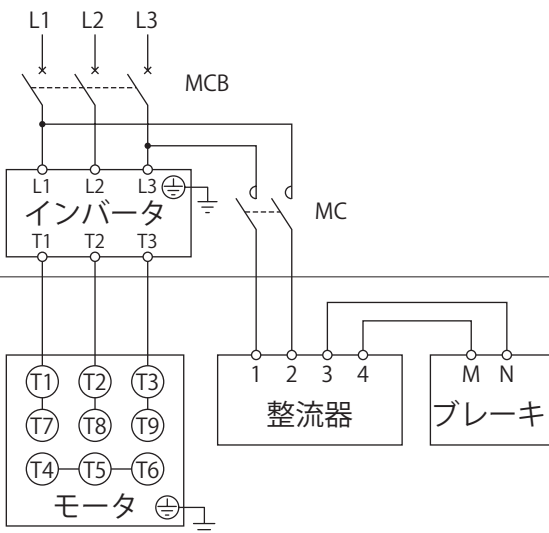 L1 L2 L3
MCB
L1 L2 L3
インバータ
MC
T1 T2 T3
1 2 3 4
M N
T1 T2 T3
整流器
ブレーキ
T7 T8 T9
T4 T5 T6
モータ